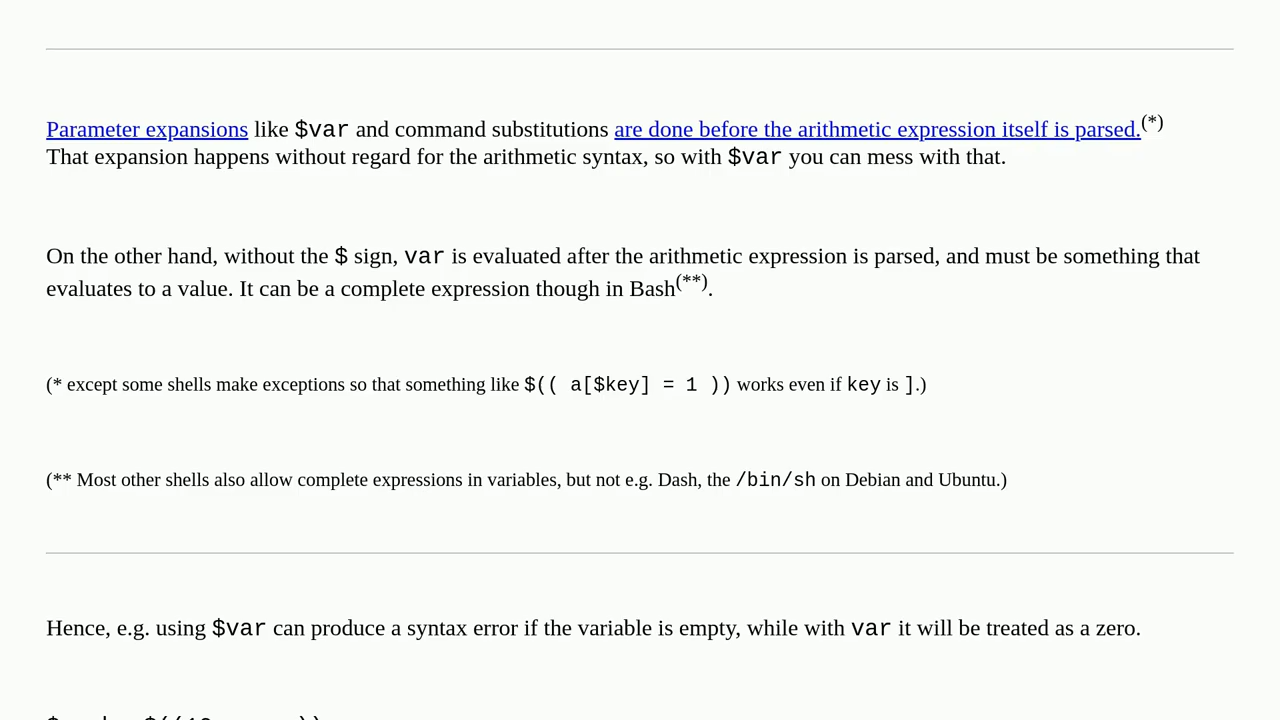 Parameter expansions like $var and command substitutions are done before the arithmetic expression itself is parsed.(*)
That expansion happens without regard for the arithmetic syntax, so with $var you can mess with that.
On the other hand, without the $ sign, var is evaluated after the arithmetic expression is parsed, and must be something that
evaluates to a value. It can be a complete expression though in Bash(**).
(* except some shells make exceptions so that something like $(( a[$key] = 1 )) works even if key is ].)
(** Most other shells also allow complete expressions in variables, but not e.g. Dash, the /bin/sh on Debian and Ubuntu.)
Hence, e.g. using $var can produce a syntax error if the variable is empty, while with var it will be treated as a zero.